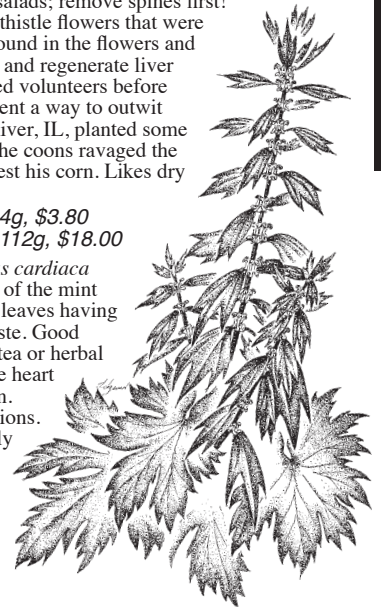 salads; remove spines first!
thistle flowers that were
ound in the flowers and
and regenerate liver
ed volunteers before
ent a way to outwit
iver, IL, planted some
he coons ravaged the
est his corn. Likes dry
4g, $3.80
112g, $18.00
s cardiaca
of the mint
leaves having
ste. Good
tea or herbal
e heart
n.
ions.
ly